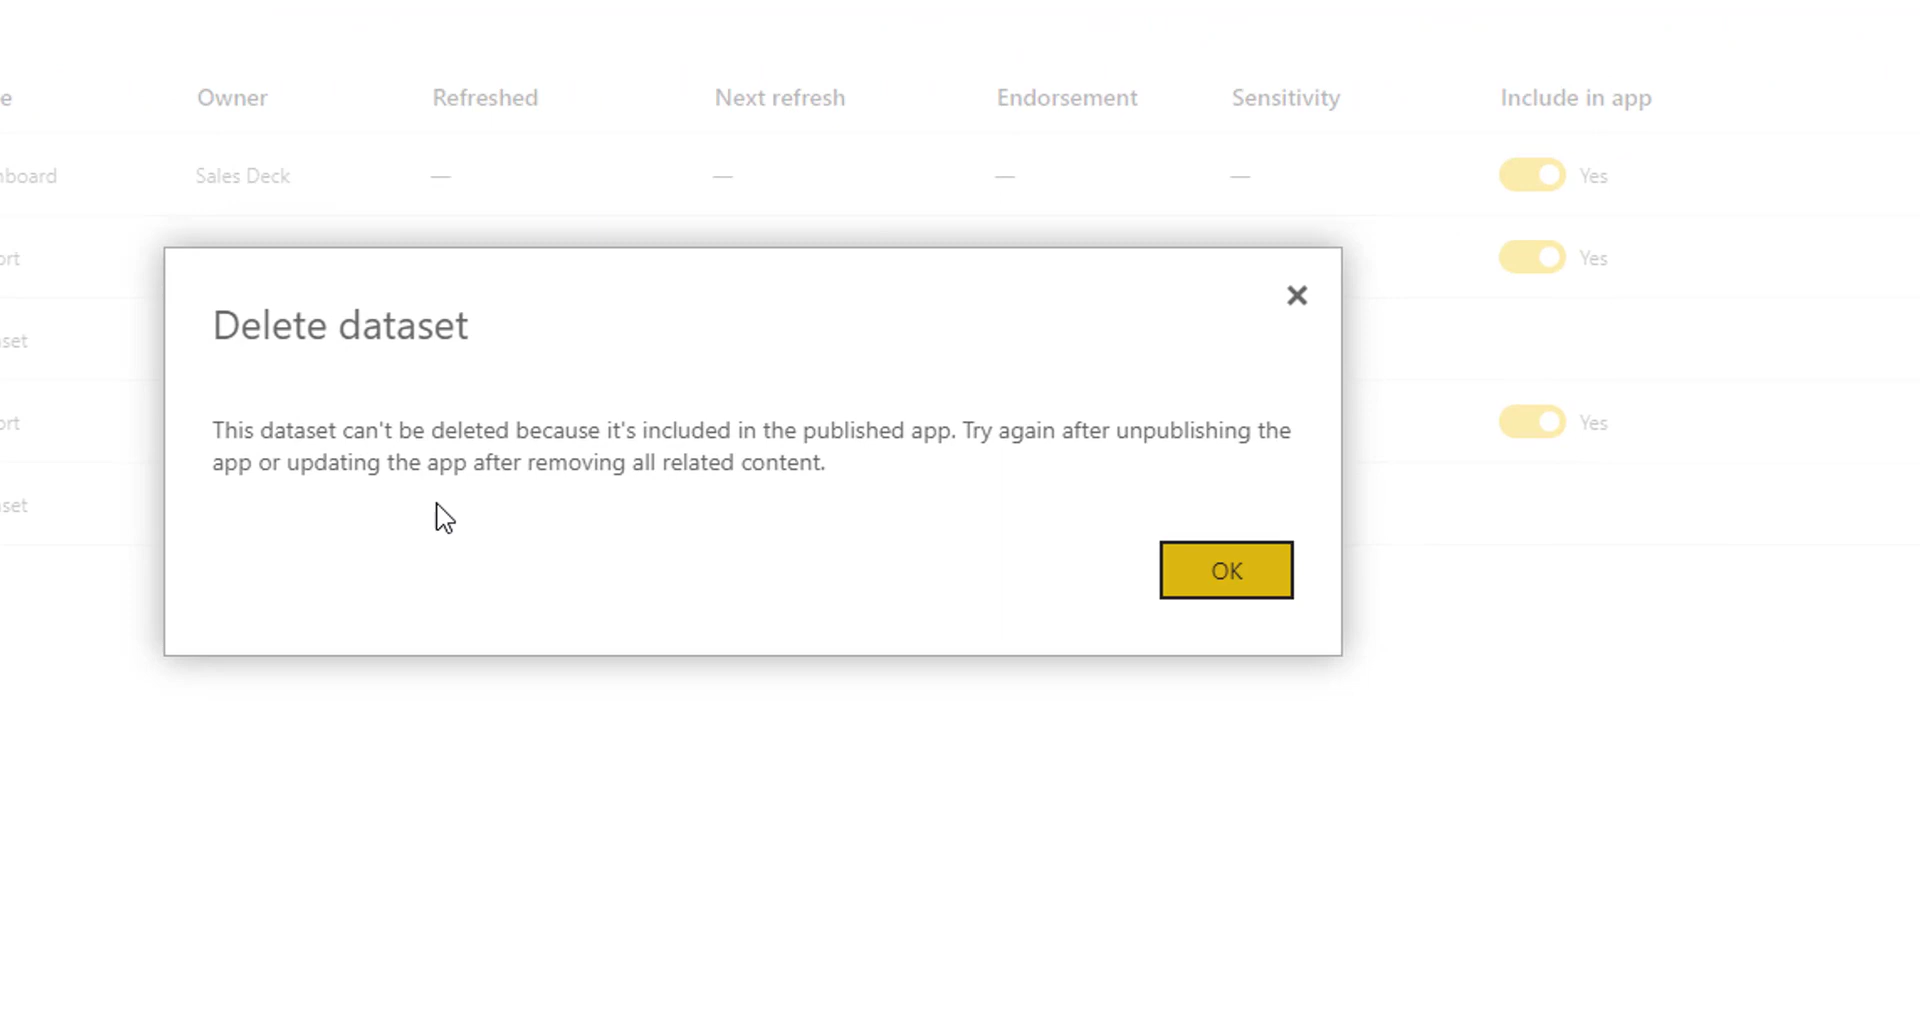 e Owner Refreshed Next refresh Endorsement Sensitivity Include in app
board Sales Deck — — — — Yes
ort Yes
Delete dataset
set
This dataset can't be deleted because it's included in the published app. Try again after unpublishing the
app or updating the app after removing all related content.
ort Yes
set
OK